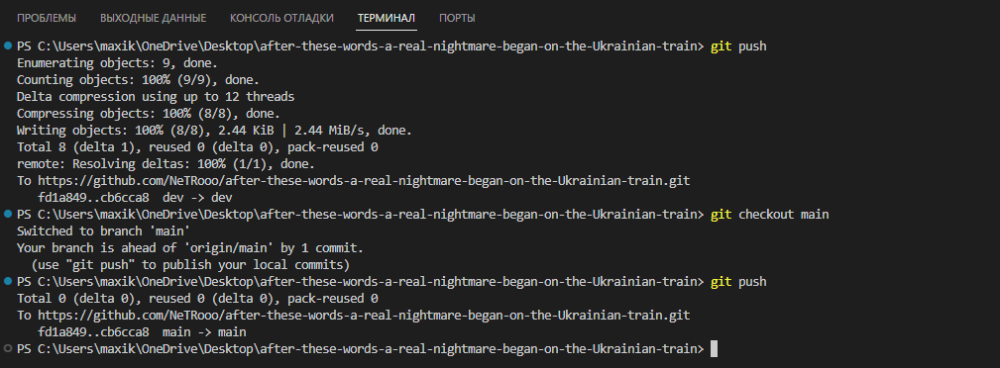 ПРОБЛЕМЫ ВЫХОДНЫЕ ДАННЫЕ КОНСОЛЬ ОТЛАДКИ ТЕРМИНАЛ ПОРТЫ
PS C:\Users\maxik\OneDrive\Desktop\after-these-words-a-real-nightmare-began-on-the-Ukrainian-train> git push
Enumerating objects: 9, done.
Counting objects: 100% (9/9), done.
Delta compression using up to 12 threads
Compressing objects: 100% (8/8), done.
Writing objects: 100% (8/8), 2.44 KiB | 2.44 MiB/s, done.
Total 8 (delta 1), reused 0 (delta 0), pack-reused 0
remote: Resolving deltas: 100% (1/1), done.
To https://github.com/NeTRooo/after-these-words-a-real-nightmare-began-on-the-Ukrainian-train.git
   fd1a849..cb6cca8  dev -> dev
PS C:\Users\maxik\OneDrive\Desktop\after-these-words-a-real-nightmare-began-on-the-Ukrainian-train> git checkout main
Switched to branch 'main'
Your branch is ahead of 'origin/main' by 1 commit.
  (use "git push" to publish your local commits)
PS C:\Users\maxik\OneDrive\Desktop\after-these-words-a-real-nightmare-began-on-the-Ukrainian-train> git push
Total 0 (delta 0), reused 0 (delta 0), pack-reused 0
To https://github.com/NeTRooo/after-these-words-a-real-nightmare-began-on-the-Ukrainian-train.git
   fd1a849..cb6cca8  main -> main
PS C:\Users\maxik\OneDrive\Desktop\after-these-words-a-real-nightmare-began-on-the-Ukrainian-train>